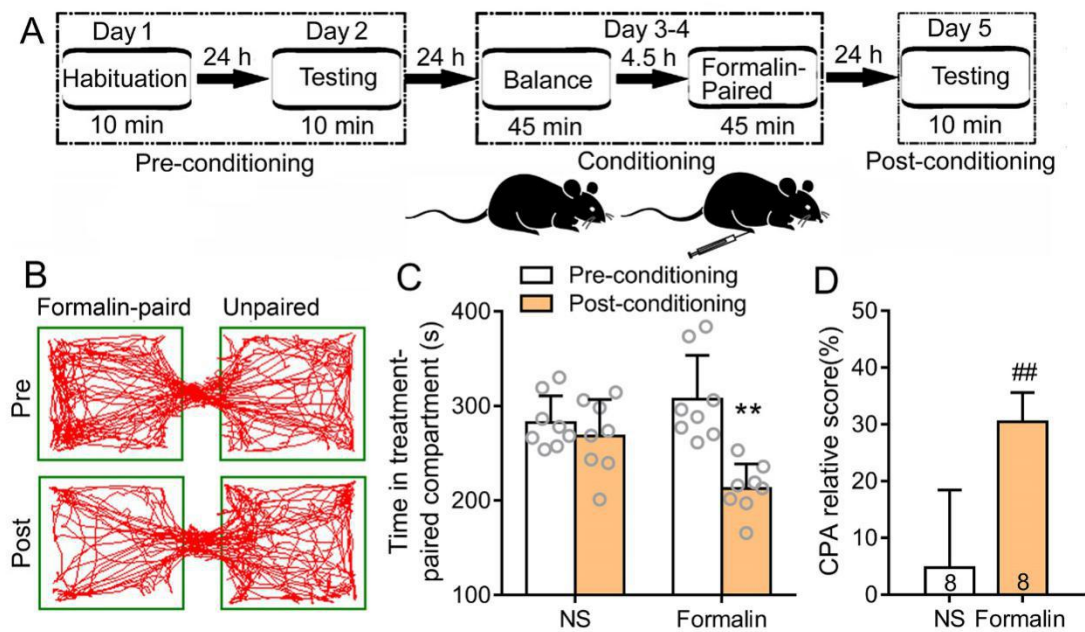 A
Day 1
Day 2
Day 3-4
Day 5
Habituation
24 h
Testing
24 h
Balance
4.5 h
Formalin-
Paired
24 h
Testing
10 min
10 min
45 min
45 min
10 min
Pre-conditioning
Conditioning
Post-conditioning
B
Formalin-paird
Unpaired
Pre
Post
C
Pre-conditioning
Post-conditioning
Time in treatment-
paired compartment (s)
400
300
200
100
**
NS
Formalin
D
CPA relative score(%)
50
40
30
20
10
0
##
8
8
NS
Formalin